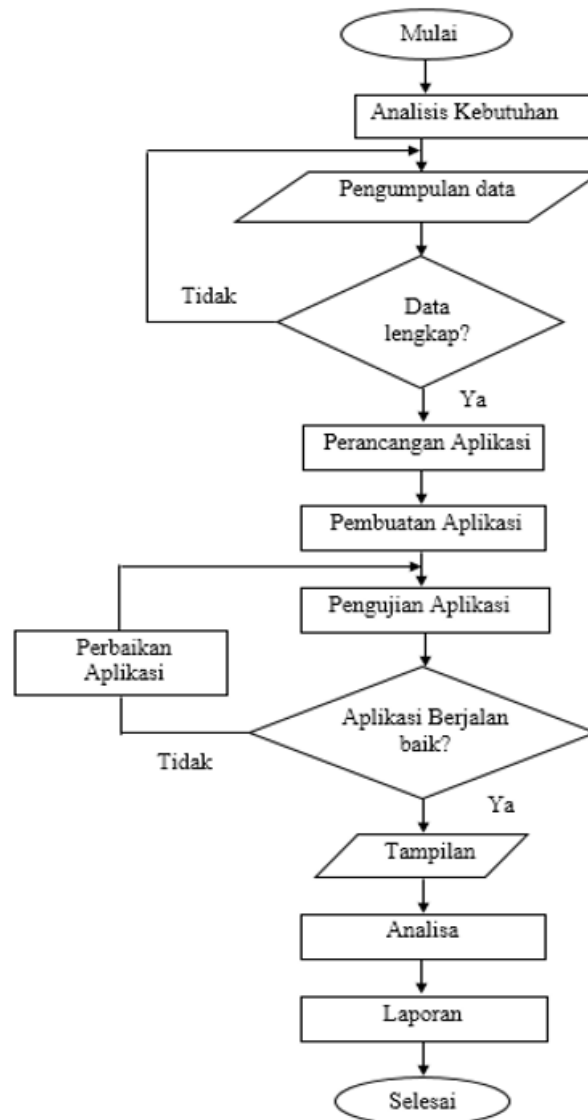 Mulai
Analisis Kebutuhan
Pengumpulan data
Tidak
Data
lengkap?
Ya
Perancangan Aplikasi
Pembuatan Aplikasi
Pengujian Aplikasi
Perbaikan
Aplikasi
Aplikasi Berjalan
baik?
Tidak
Ya
Tampilan
Analisa
Laporan
Selesai